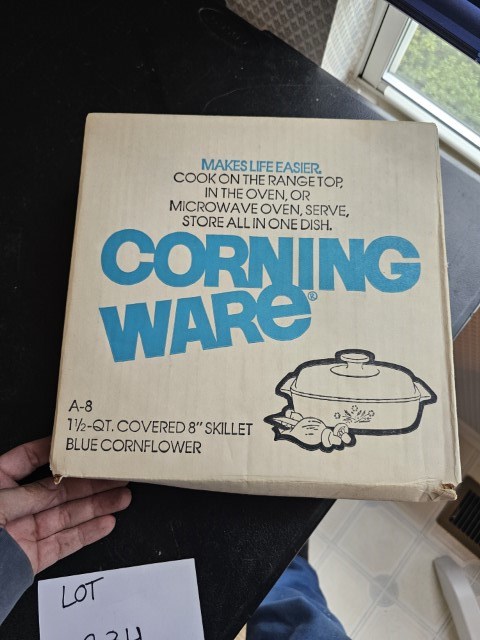 MAKES LIFE EASIER.
COOK ON THE RANGE TOP,
IN THE OVEN, OR
MICROWAVE OVEN, SERVE,
STORE ALL IN ONE DISH.
CORNING
WARE®
A-8
1½-QT. COVERED 8" SKILLET
BLUE CORNFLOWER
LOT